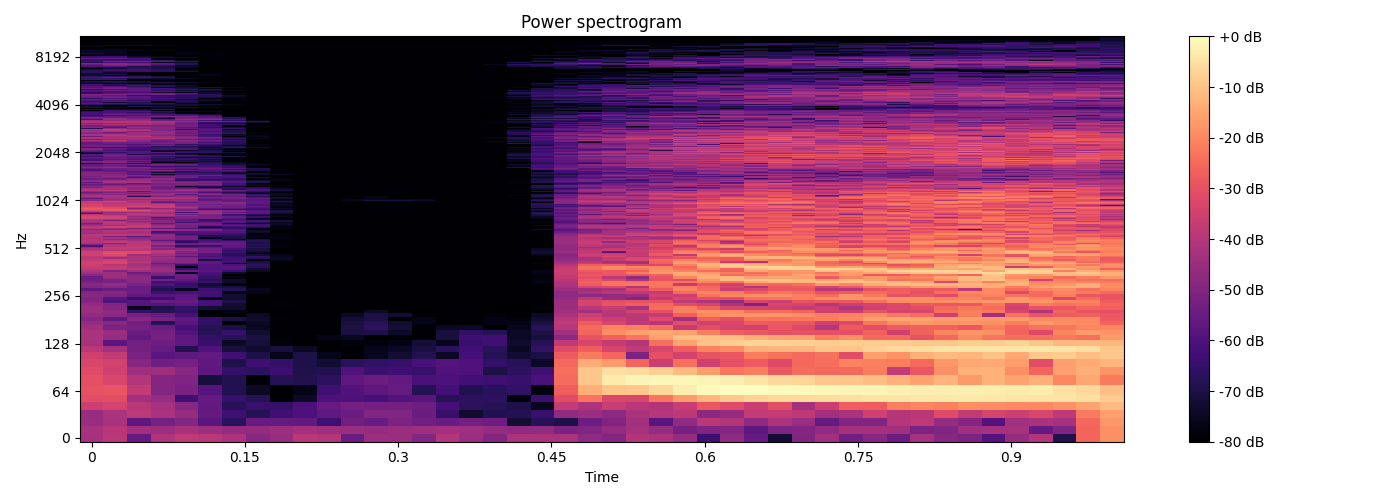 Power spectrogram
Hz
8192
4096
2048
1024
512
256
128
64
0
0 0.15 0.3 0.45 0.6 0.75 0.9
Time
+0 dB
-10 dB
-20 dB
-30 dB
-40 dB
-50 dB
-60 dB
-70 dB
-80 dB